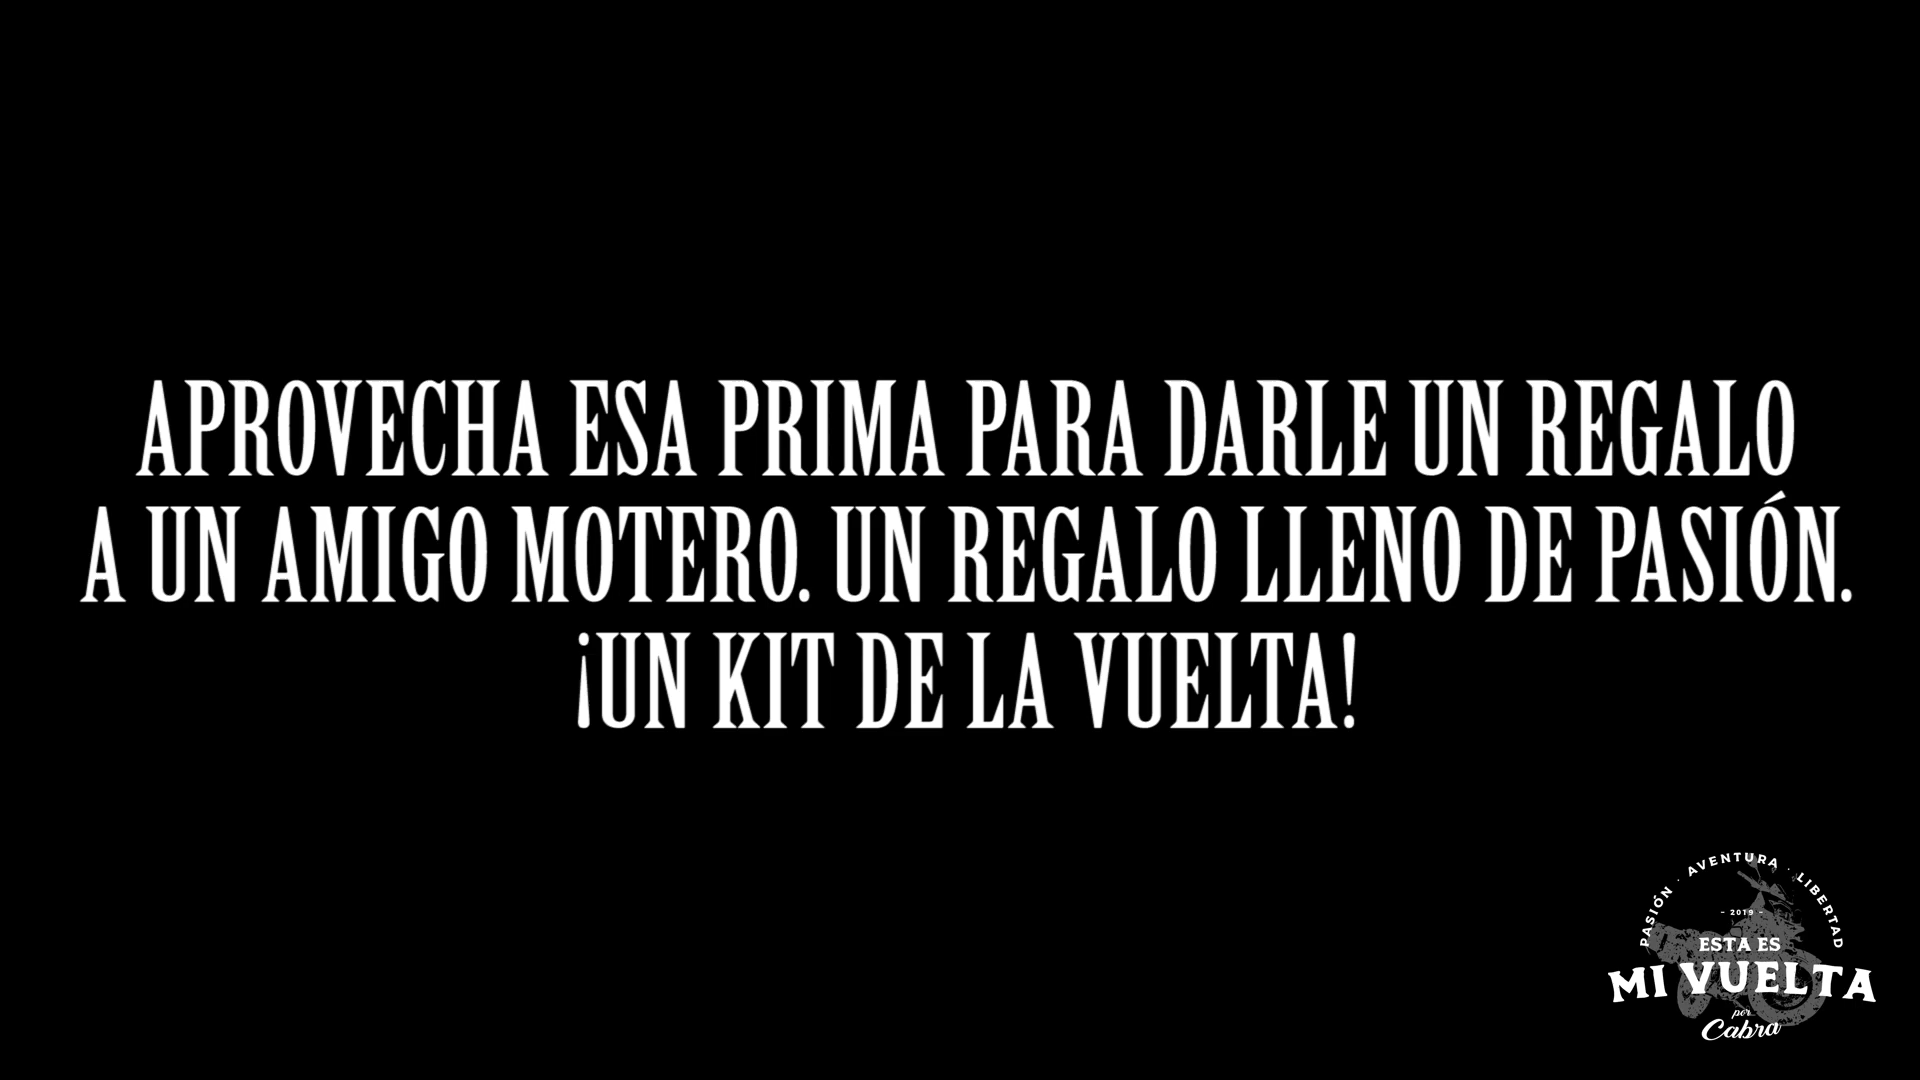 APROVECHA ESA PRIMA PARA DARLE UN REGALO
A UN AMIGO MOTERO. UN REGALO LLENO DE PASIÓN.
¡UN KIT DE LA VUELTA!
PASIÓN · AVENTURA · LIBERTAD
- 2019 -
ESTA ES
MI VUELTA
por
Cabra